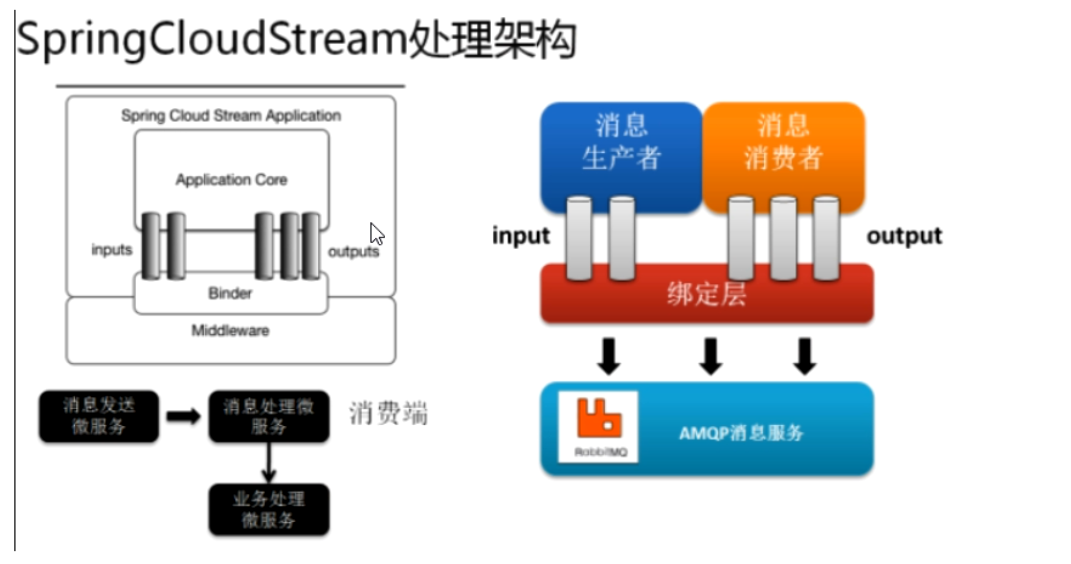 SpringCloudStream处理架构
Spring Cloud Stream Application
Application Core
inputs
outputs
Binder
Middleware
消息发送
微服务
消息处理微
服务
消费端
业务处理
微服务
消息
生产者
消息
消费者
input
output
绑定层
RabbitMQ
AMQP消息服务